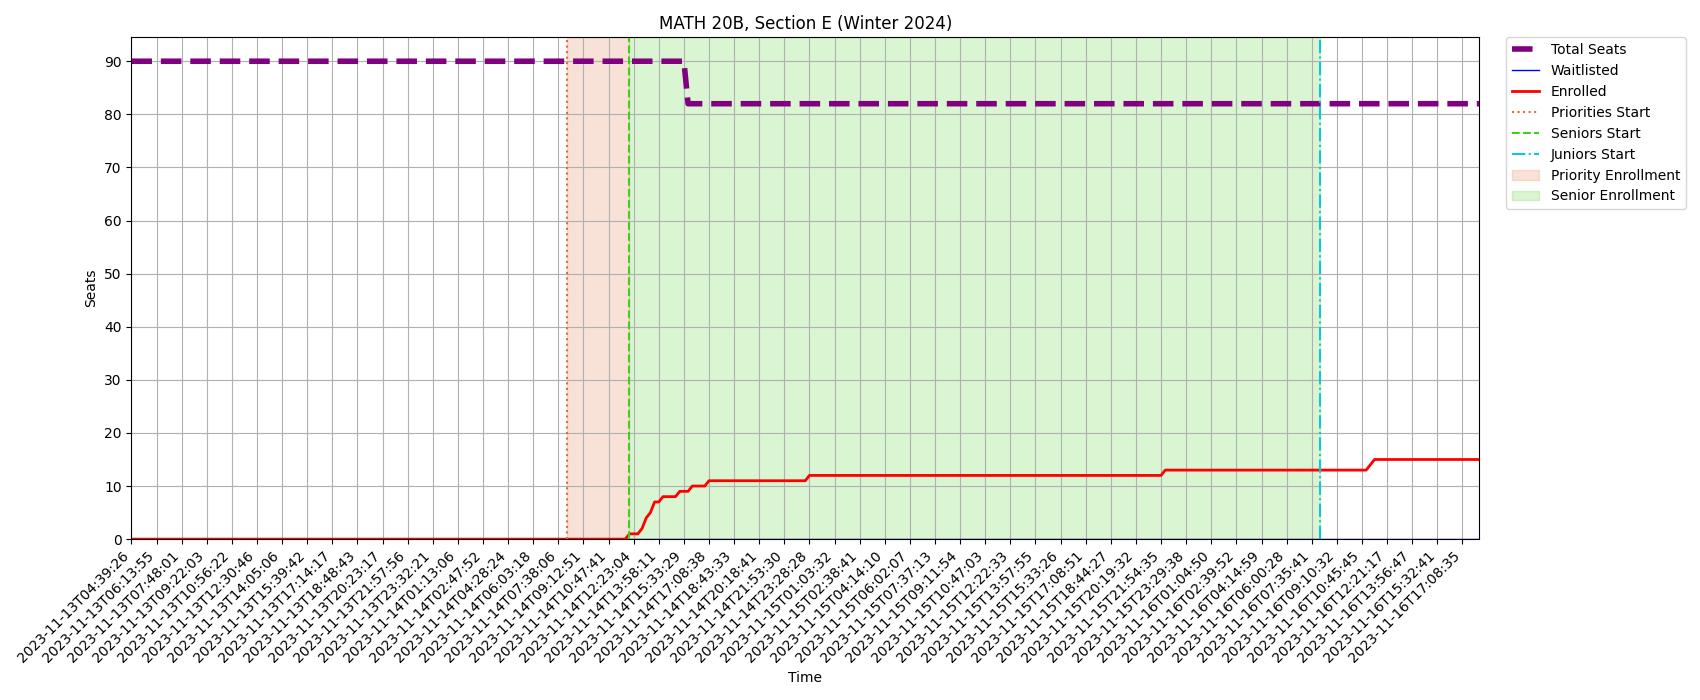 MATH 20B, Section E (Winter 2024)
Total Seats
Waitlisted
Enrolled
Priorities Start
Seniors Start
Juniors Start
Priority Enrollment
Senior Enrollment
Seats
90
80
70
60
50
40
30
20
10
0
2023-11-13T04:39:26
2023-11-13T06:13:55
2023-11-13T07:48:01
2023-11-13T09:22:03
2023-11-13T10:56:22
2023-11-13T12:30:46
2023-11-13T14:05:06
2023-11-13T15:39:42
2023-11-13T17:14:17
2023-11-13T18:48:43
2023-11-13T20:23:17
2023-11-13T21:57:56
2023-11-13T23:32:21
2023-11-14T01:13:06
2023-11-14T02:47:52
2023-11-14T04:28:24
2023-11-14T06:03:18
2023-11-14T07:38:06
2023-11-14T09:12:51
2023-11-14T10:47:41
2023-11-14T12:23:04
2023-11-14T13:58:11
2023-11-14T15:33:29
2023-11-14T17:08:38
2023-11-14T18:43:33
2023-11-14T20:18:41
2023-11-14T21:53:30
2023-11-14T23:28:28
2023-11-15T01:03:32
2023-11-15T02:38:41
2023-11-15T04:14:10
2023-11-15T06:02:07
2023-11-15T07:37:13
2023-11-15T09:11:54
2023-11-15T10:47:03
2023-11-15T12:22:33
2023-11-15T13:57:55
2023-11-15T15:33:26
2023-11-15T17:08:51
2023-11-15T18:44:27
2023-11-15T20:19:32
2023-11-15T21:54:35
2023-11-15T23:29:38
2023-11-16T01:04:50
2023-11-16T02:39:52
2023-11-16T04:14:59
2023-11-16T06:00:28
2023-11-16T07:35:41
2023-11-16T09:10:32
2023-11-16T10:45:45
2023-11-16T12:21:17
2023-11-16T13:56:47
2023-11-16T15:32:41
2023-11-16T17:08:35
Time